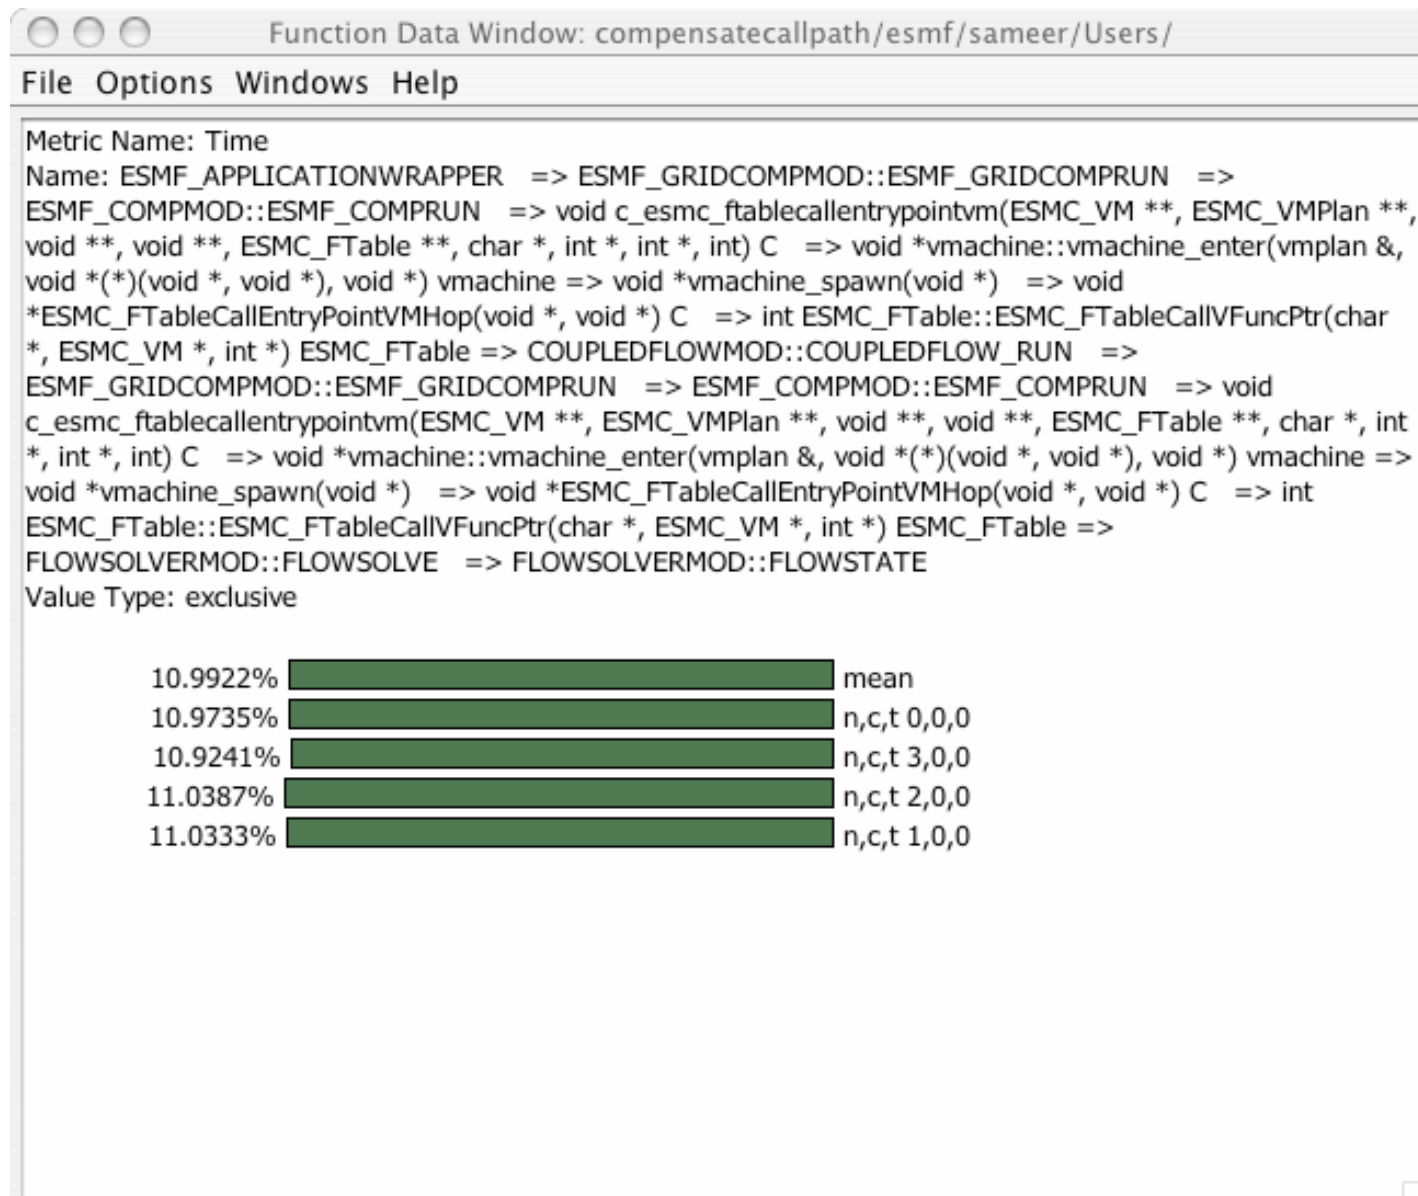 Function Data Window: compensatecallpath/esmf/sameer/Users/
File Options Windows Help
Metric Name: Time
Name: ESMF_APPLICATIONWRAPPER => ESMF_GRIDCOMPMOD::ESMF_GRIDCOMPRUN =>
ESMF_COMPMOD::ESMF_COMPRUN => void c_esmc_ftablecallentrypointvm(ESMC_VM **, ESMC_VMPlan **,
void **, void **, ESMC_FTable **, char *, int *, int *, int) C => void *vmachine::vmachine_enter(vmplan &,
void *(*)(void *, void *), void *) vmachine => void *vmachine_spawn(void *) => void
*ESMC_FTableCallEntryPointVMHop(void *, void *) C => int ESMC_FTable::ESMC_FTableCallVFuncPtr(char
*, ESMC_VM *, int *) ESMC_FTable => COUPLEDFLOWMOD::COUPLEDFLOW_RUN =>
ESMF_GRIDCOMPMOD::ESMF_GRIDCOMPRUN => ESMF_COMPMOD::ESMF_COMPRUN => void
c_esmc_ftablecallentrypointvm(ESMC_VM **, ESMC_VMPlan **, void **, void **, ESMC_FTable **, char *, int
*, int *, int) C => void *vmachine::vmachine_enter(vmplan &, void *(*)(void *, void *), void *) vmachine =>
void *vmachine_spawn(void *) => void *ESMC_FTableCallEntryPointVMHop(void *, void *) C => int
ESMC_FTable::ESMC_FTableCallVFuncPtr(char *, ESMC_VM *, int *) ESMC_FTable =>
FLOWSOLVERMOD::FLOWSOLVE => FLOWSOLVERMOD::FLOWSTATE
Value Type: exclusive
10.9922% mean
10.9735% n,c,t 0,0,0
10.9241% n,c,t 3,0,0
11.0387% n,c,t 2,0,0
11.0333% n,c,t 1,0,0